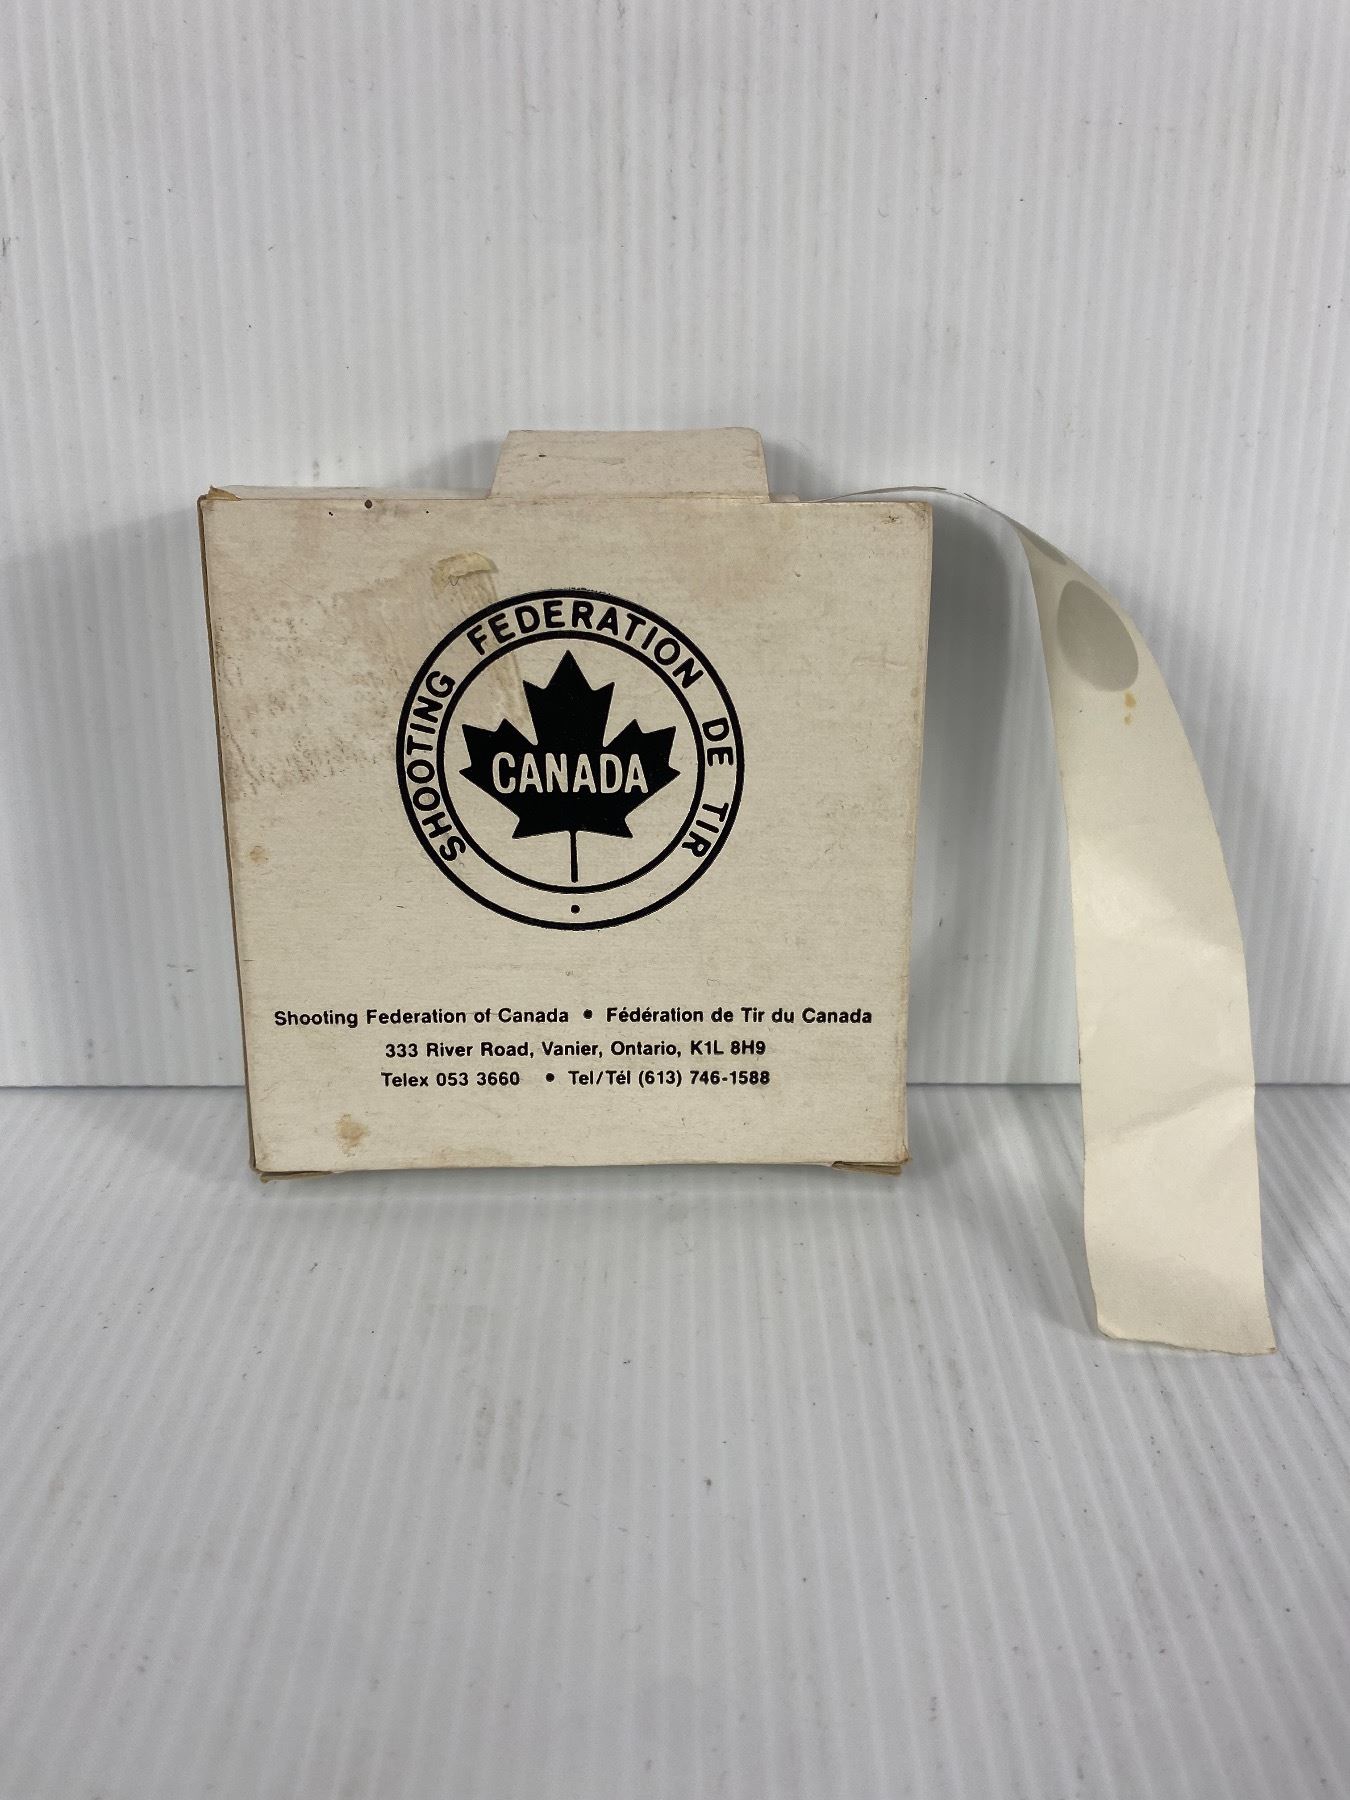 SHOOTING FEDERATION DE TIR
CANADA
Shooting Federation of Canada • Fédération de Tir du Canada
333 River Road, Vanier, Ontario, K1L 8H9
Telex 053 3660 • Tel/Tél (613) 746-1588